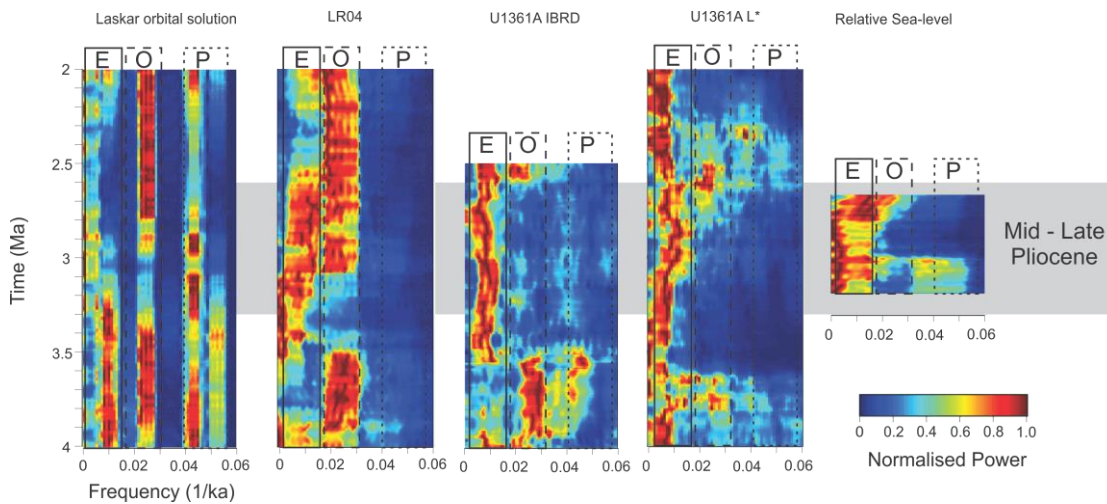 Laskar orbital solution
LR04
U1361A IBRD
U1361A L*
Relative Sea-level
E O P
E O P
E O P
E O P
E O P
2
2.5
3
3.5
4
Time (Ma)
Mid - Late
Pliocene
0 0.02 0.04 0.06
0 0.02 0.04 0.06
0 0.02 0.04 0.06
0 0.02 0.04 0.06
0 0.02 0.04 0.06
Frequency (1/ka)
0 0.2 0.4 0.6 0.8 1.0
Normalised Power